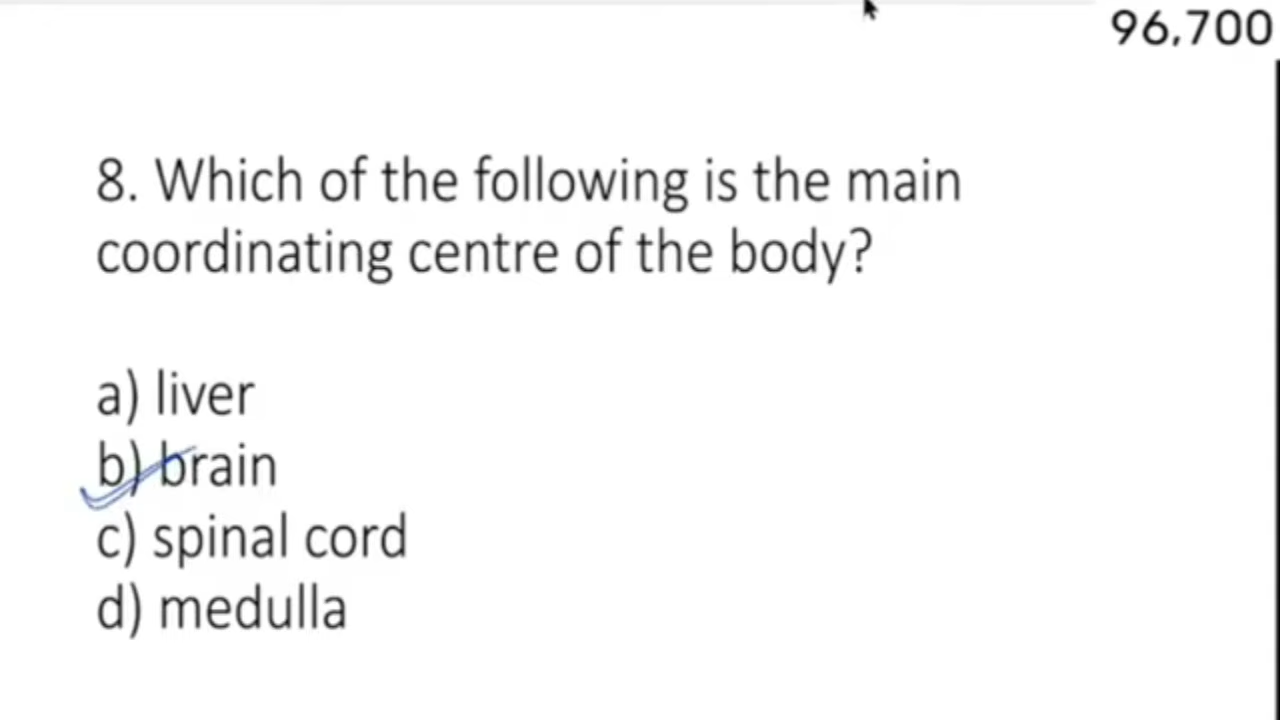 96,700
8. Which of the following is the main
coordinating centre of the body?
a) liver
b) brain
c) spinal cord
d) medulla